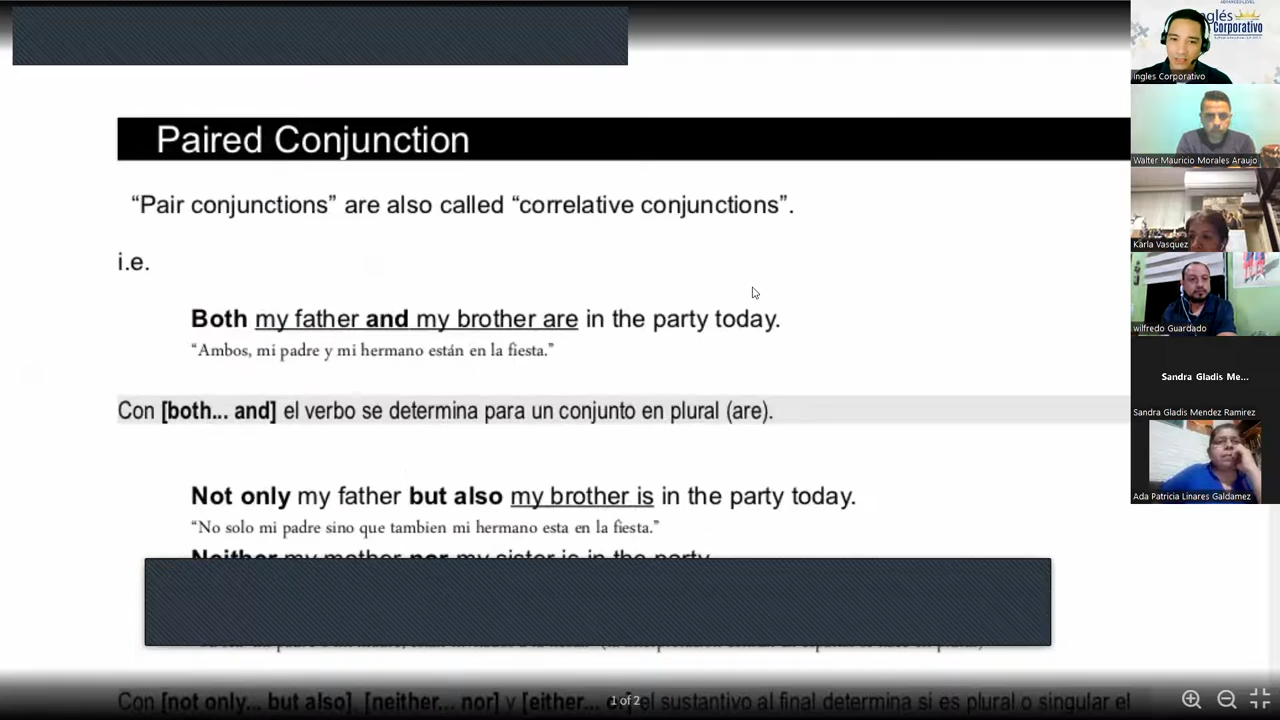 Paired Conjunction
“Pair conjunctions” are also called “correlative conjunctions”.
i.e.
Both my father and my brother are in the party today.
“Ambos, mi padre y mi hermano están en la fiesta.”
Con [both... and] el verbo se determina para un conjunto en plural (are).
Not only my father but also my brother is in the party today.
“No solo mi padre sino que tambien mi hermano esta en la fiesta.”
Neither my mother nor my sister is in the party
Con [not only... but also], [neither... nor] y [either... el sustantivo al final determina si es plural o singular el
1 of 2
Inglés
Corporativo
Ingles Corporativo
Walter Mauricio Morales Araujo
Karla Vasquez
wilfredo Guardado
Sandra Gladis Me...
Sandra Gladis Mendez Ramirez
Ada Patricia Linares Galdamez